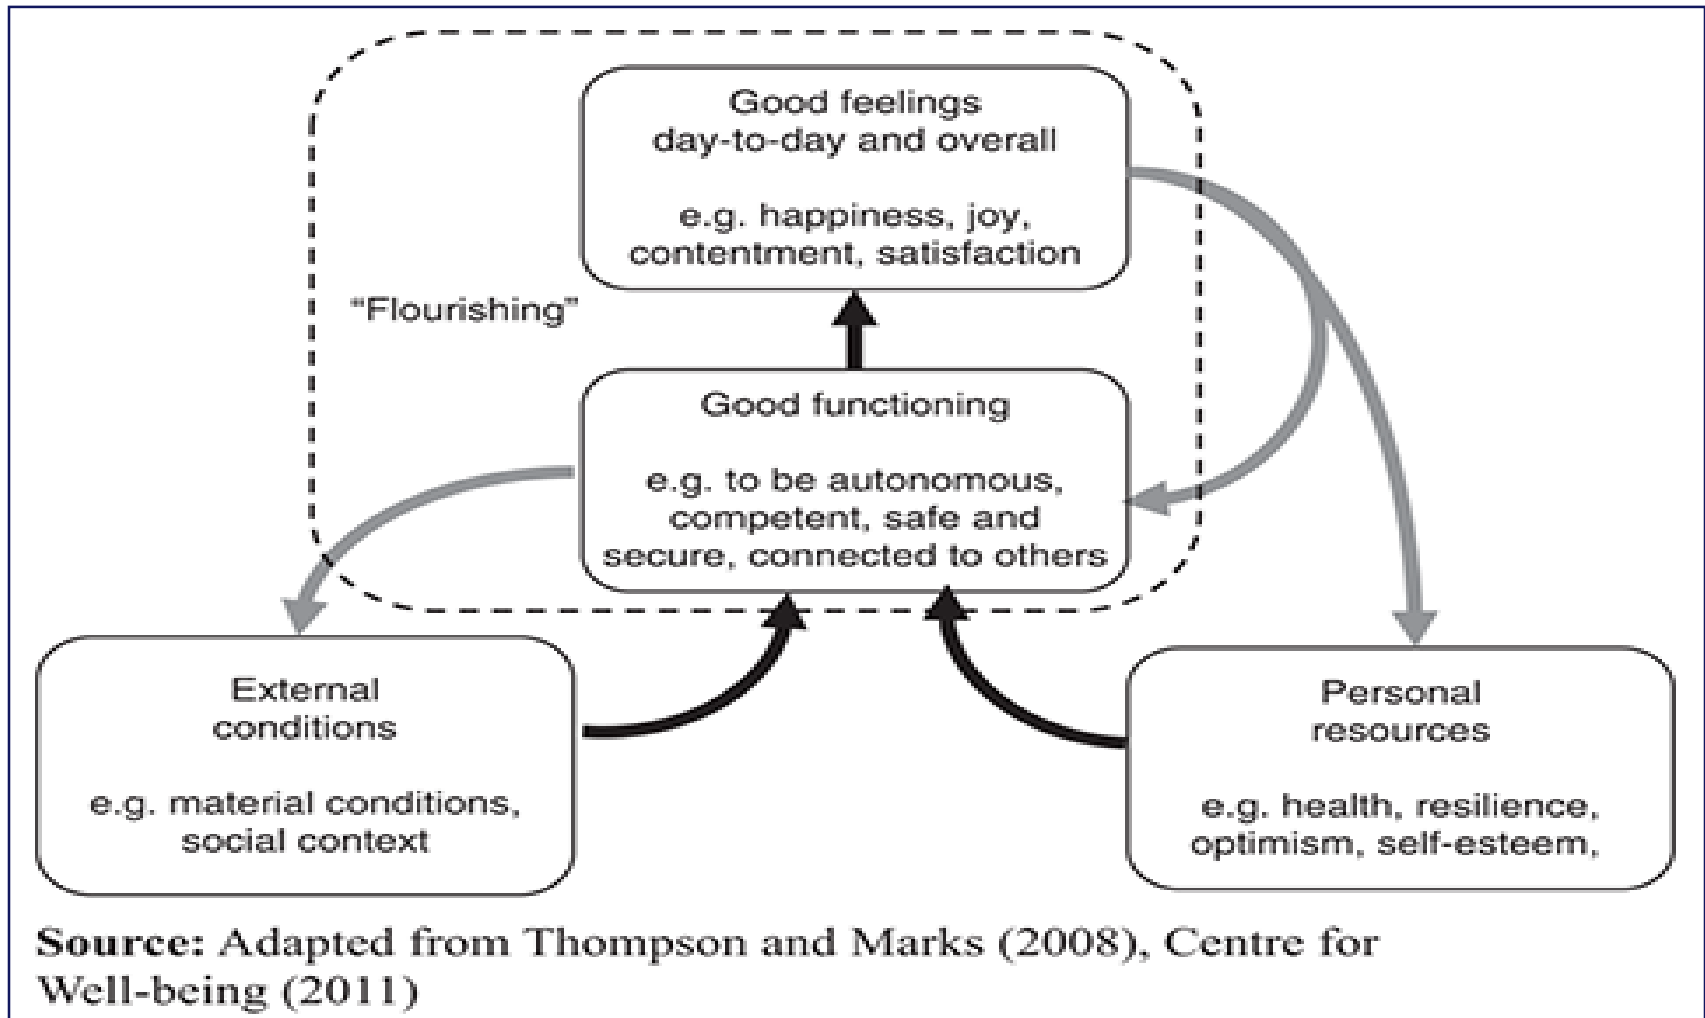 Good feelings
day-to-day and overall
e.g. happiness, joy,
contentment, satisfaction
“Flourishing”
Good functioning
e.g. to be autonomous,
competent, safe and
secure, connected to others
External
conditions
e.g. material conditions,
social context
Personal
resources
e.g. health, resilience,
optimism, self-esteem,
Source: Adapted from Thompson and Marks (2008), Centre for
Well-being (2011)